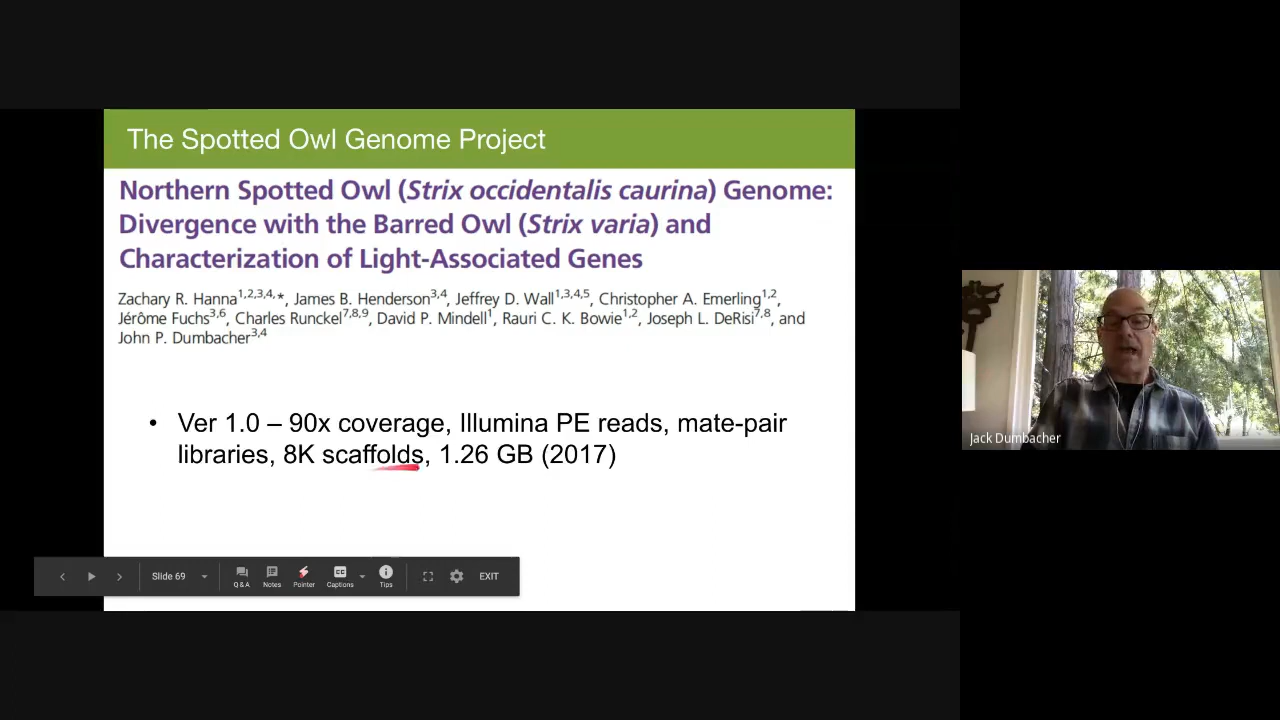 The Spotted Owl Genome Project
Northern Spotted Owl (Strix occidentalis caurina) Genome:
Divergence with the Barred Owl (Strix varia) and
Characterization of Light-Associated Genes
Zachary R. Hanna1,2,3,4,*, James B. Henderson3,4, Jeffrey D. Wall1,3,4,5, Christopher A. Emerling1,2,
Jérôme Fuchs3,6, Charles Runckel7,8,9, David P. Mindell1, Rauri C. K. Bowie1,2, Joseph L. DeRisi7,8, and
John P. Dumbacher3,4
• Ver 1.0 – 90x coverage, Illumina PE reads, mate-pair
libraries, 8K scaffolds, 1.26 GB (2017)
Jack Dumbacher
Slide 69
Q & A Notes Pointer Captions Tips EXIT